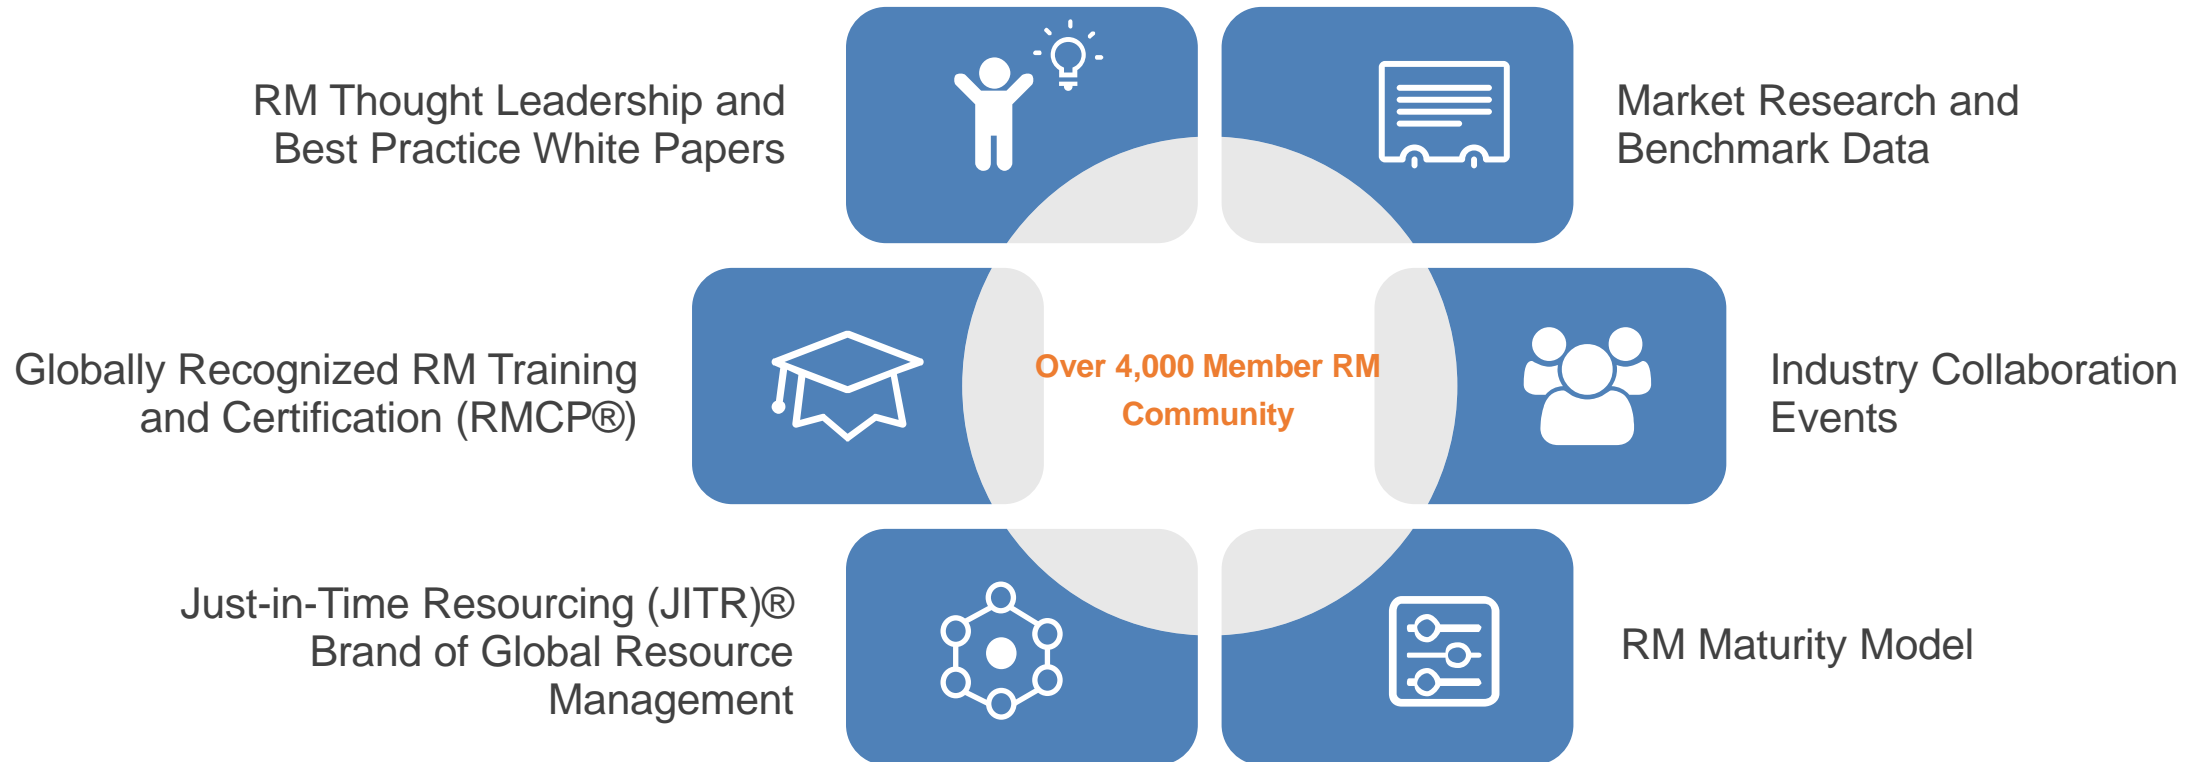 RM Thought Leadership and
Best Practice White Papers
Market Research and
Benchmark Data
Globally Recognized RM Training
and Certification (RMCP®)
Over 4,000 Member RM
Community
Industry Collaboration
Events
Just-in-Time Resourcing (JITR)®
Brand of Global Resource
Management
RM Maturity Model